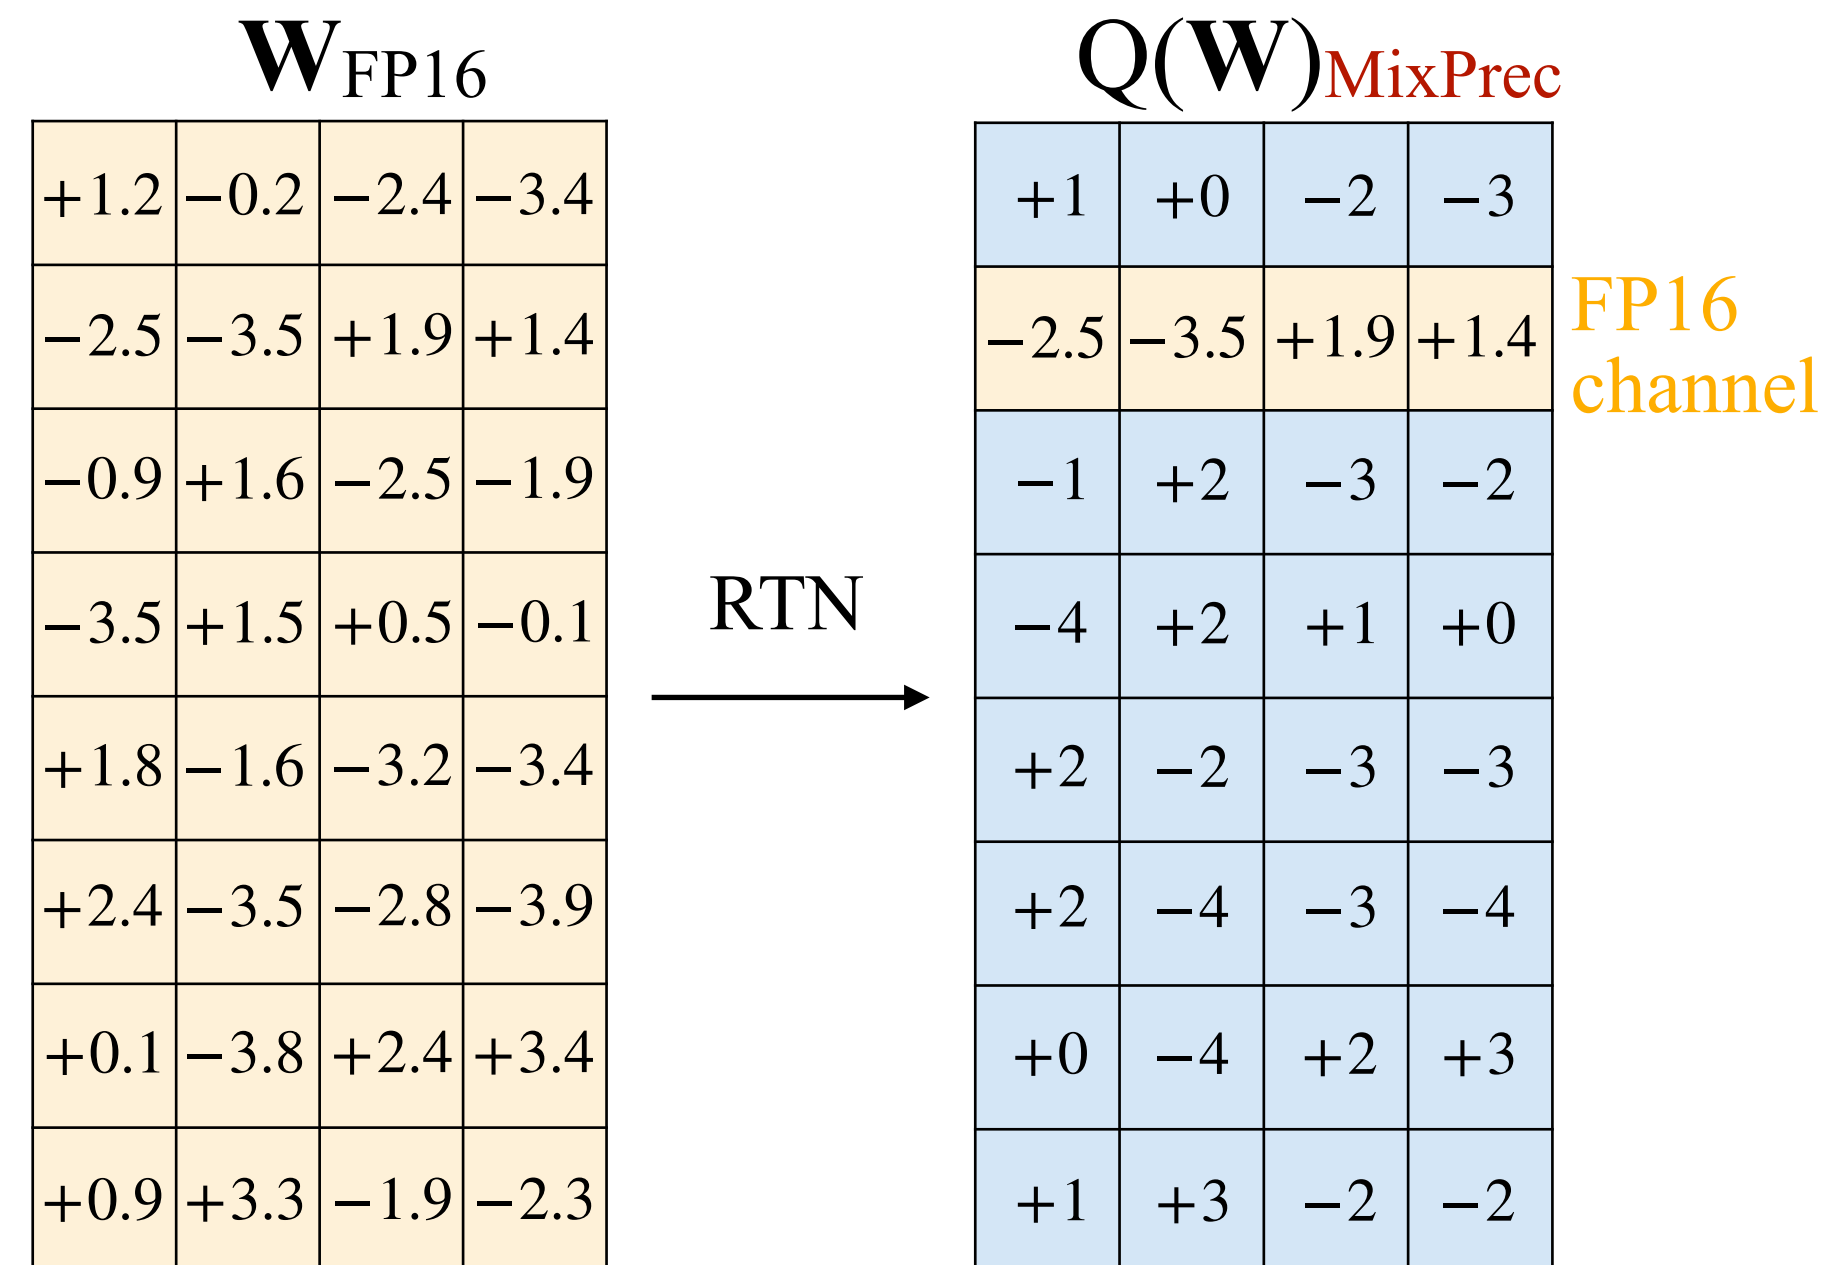 W_FP16 Q(W)_MixPrec
+1.2 −0.2 −2.4 −3.4 +1 +0 −2 −3
−2.5 −3.5 +1.9 +1.4 −2.5 −3.5 +1.9 +1.4 FP16
channel
−0.9 +1.6 −2.5 −1.9 −1 +2 −3 −2
−3.5 +1.5 +0.5 −0.1 RTN −4 +2 +1 +0
+1.8 −1.6 −3.2 −3.4 +2 −2 −3 −3
+2.4 −3.5 −2.8 −3.9 +2 −4 −3 −4
+0.1 −3.8 +2.4 +3.4 +0 −4 +2 +3
+0.9 +3.3 −1.9 −2.3 +1 +3 −2 −2